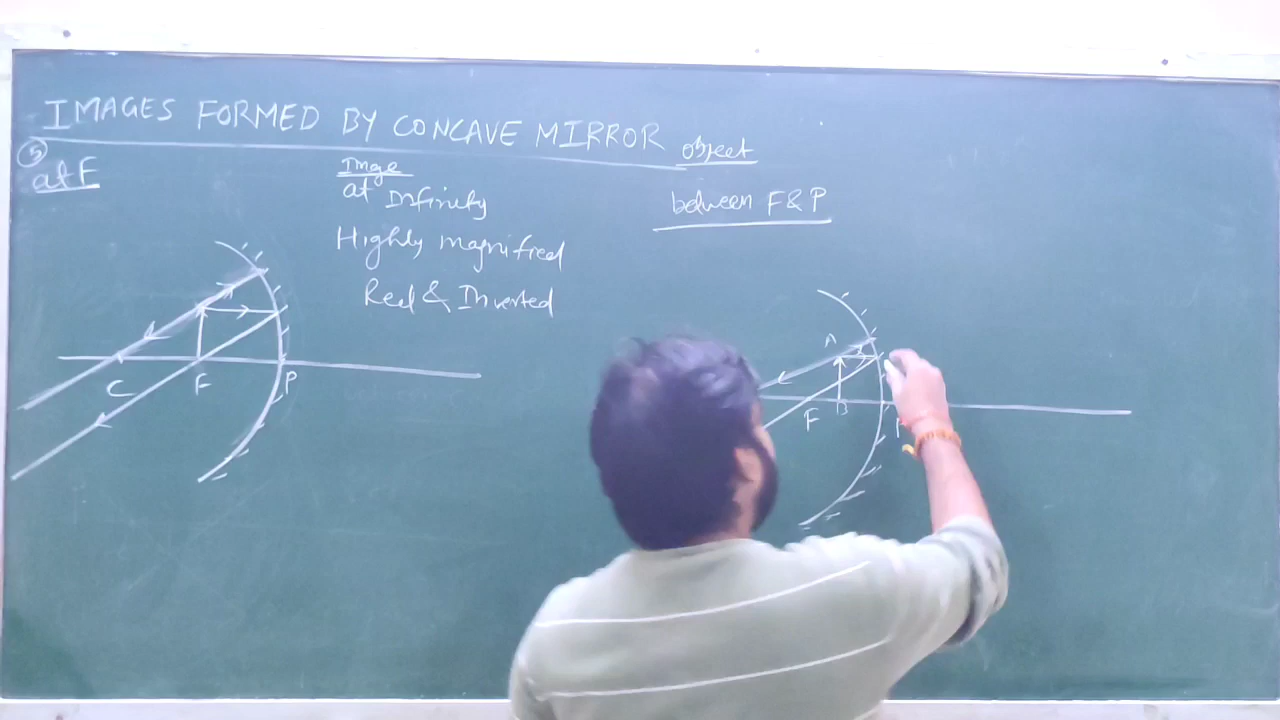 IMAGES FORMED BY CONCAVE MIRROR
5
at F
Image
at Infinity
Highly magnified
Real & Inverted
C
F
P
object
between F & P
A
F
B
P